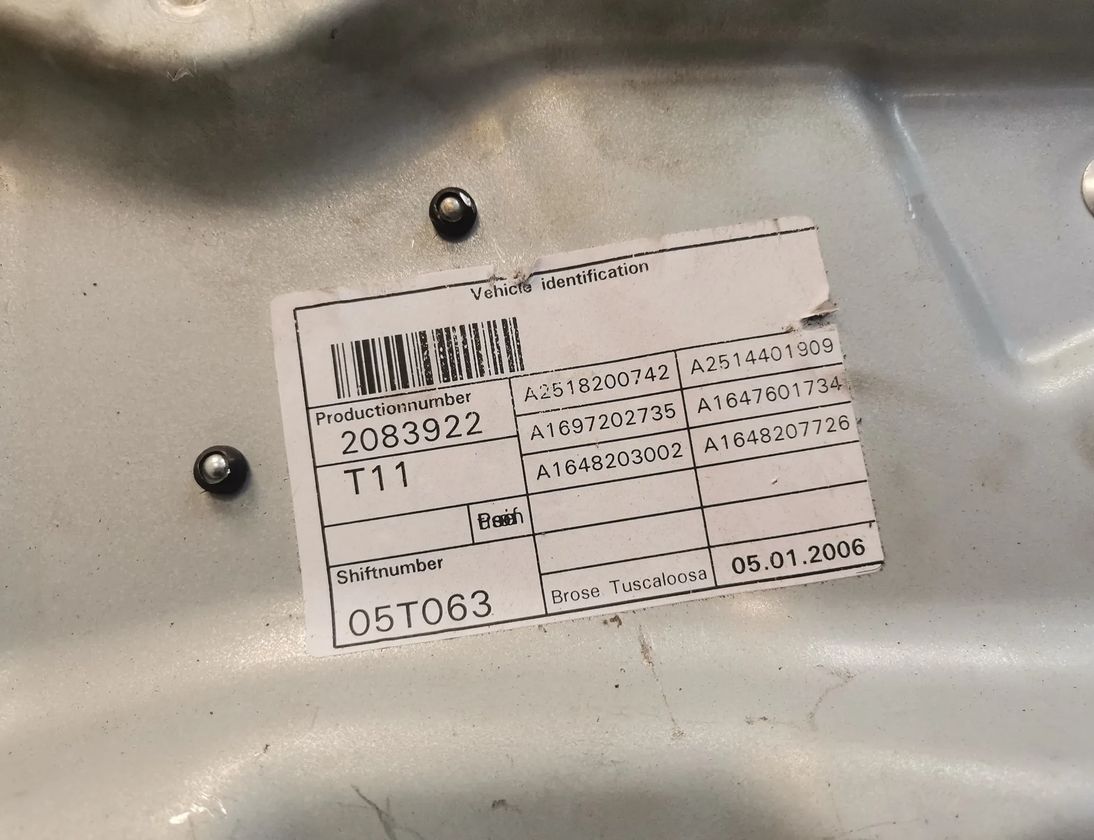 Vehicle identification
A2518200742 A2514401909
Productionnumber
2083922
A1697202735 A1647601734
T11
A1648203002 A1648207726
Shiftnumber
05T063
Brose Tuscaloosa 05.01.2006